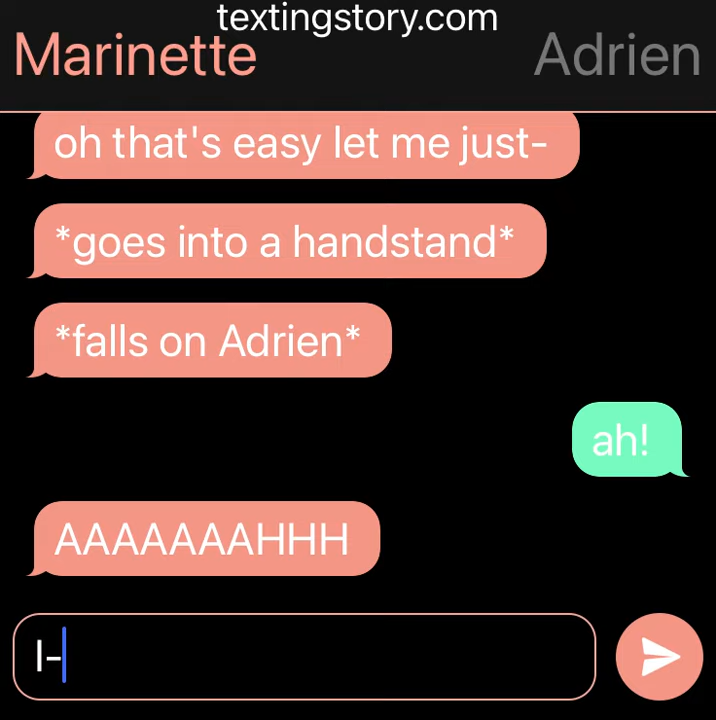 textingstory.com
Marinette
Adrien
oh that's easy let me just-
*goes into a handstand*
*falls on Adrien*
ah!
AAAAAAAHHH
I-